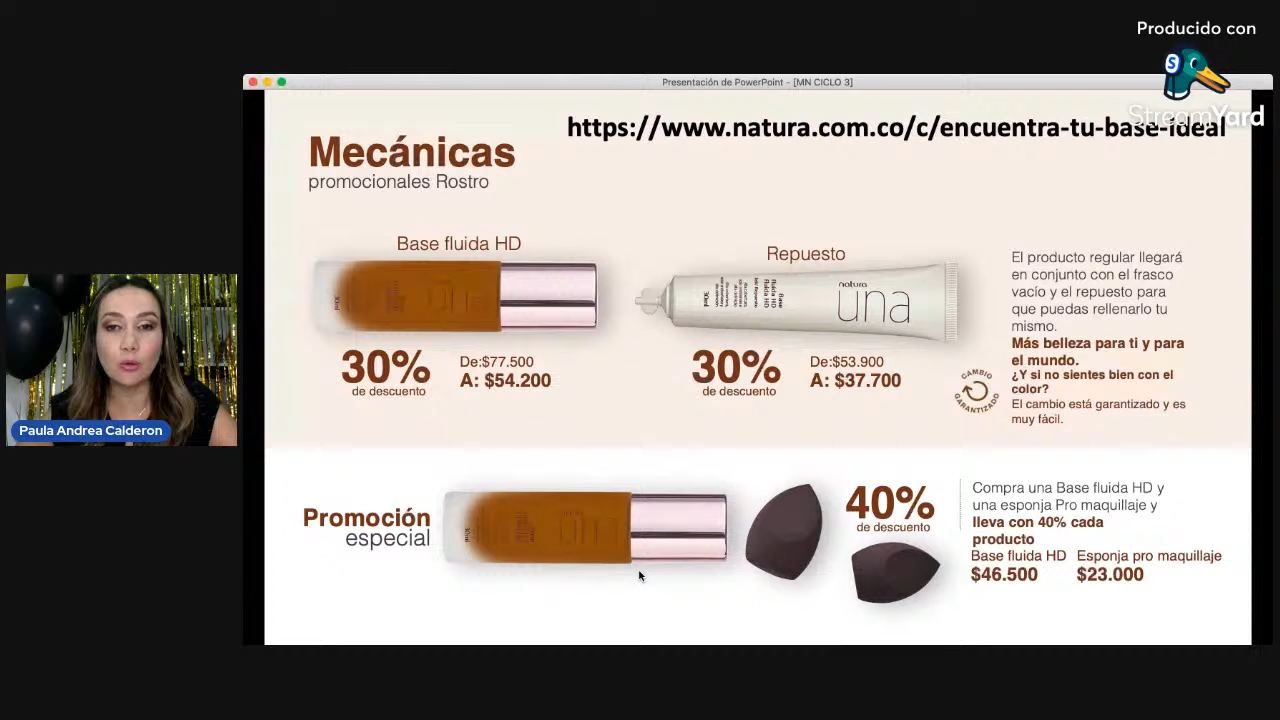 Producido con
StreamYard
Presentación de PowerPoint - [MN CICLO 3]
https://www.natura.com.co/c/encuentra-tu-base-ideal
Mecánicas
promocionales Rostro
Base fluida HD
30%
de descuento
De:$77.500
A: $54.200
Repuesto
natura
una
30ml
30%
de descuento
De:$53.900
A: $37.700
El producto regular llegará
en conjunto con el frasco
vacío y el repuesto para
que puedas rellenarlo tu
mismo.
Más belleza para ti y para
el mundo.
¿Y si no sientes bien con el
color?
El cambio está garantizado y es
muy fácil.
CAMBIO
GARANTIZADO
Paula Andrea Calderon
Promoción
especial
40%
de descuento
Compra una Base fluida HD y
una esponja Pro maquillaje y
lleva con 40% cada
producto
Base fluida HD Esponja pro maquillaje
$46.500 $23.000